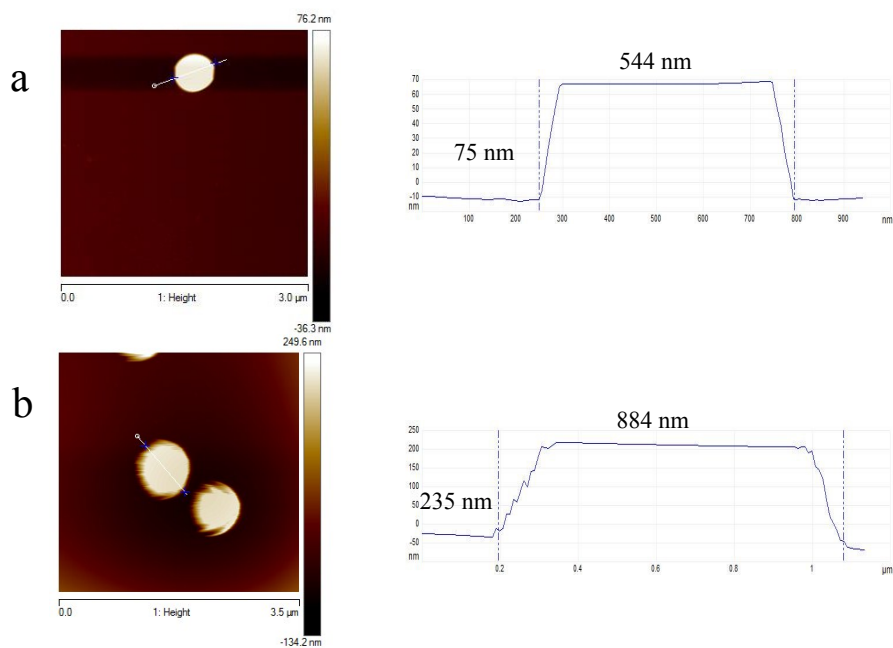 76.2 nm
a
544 nm
70
60
50
40
30
20
10
0
-10
nm
75 nm
100 200 300 400 500 600 700 800 900 nm
0.0 1: Height 3.0 µm
-36.3 nm
249.6 nm
b
884 nm
250
200
150
100
50
0
-50
nm
235 nm
0.2 0.4 0.6 0.8 1 µm
0.0 1: Height 3.5 µm
-134.2 nm